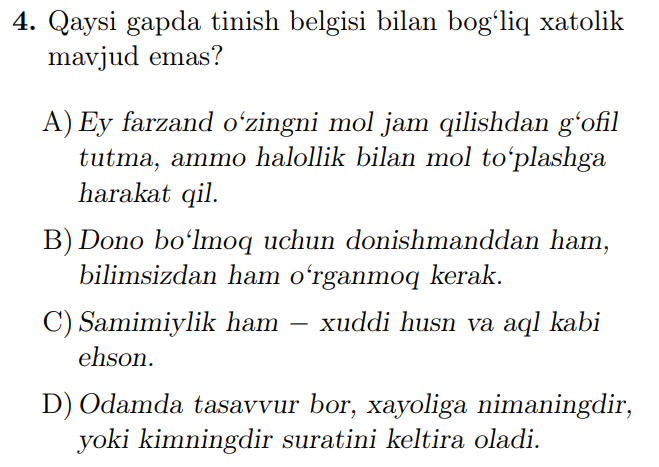 4. Qaysi gapda tinish belgisi bilan bog‘liq xatolik
mavjud emas?
A) Ey farzand o‘zingni mol jam qilishdan g‘ofil
tutma, ammo halollik bilan mol to‘plashga
harakat qil.
B) Dono bo‘lmoq uchun donishmanddan ham,
bilimsizdan ham o‘rganmoq kerak.
C) Samimiylik ham – xuddi husn va aql kabi
ehson.
D) Odamda tasavvur bor, xayoliga nimaningdir,
yoki kimningdir suratini keltira oladi.